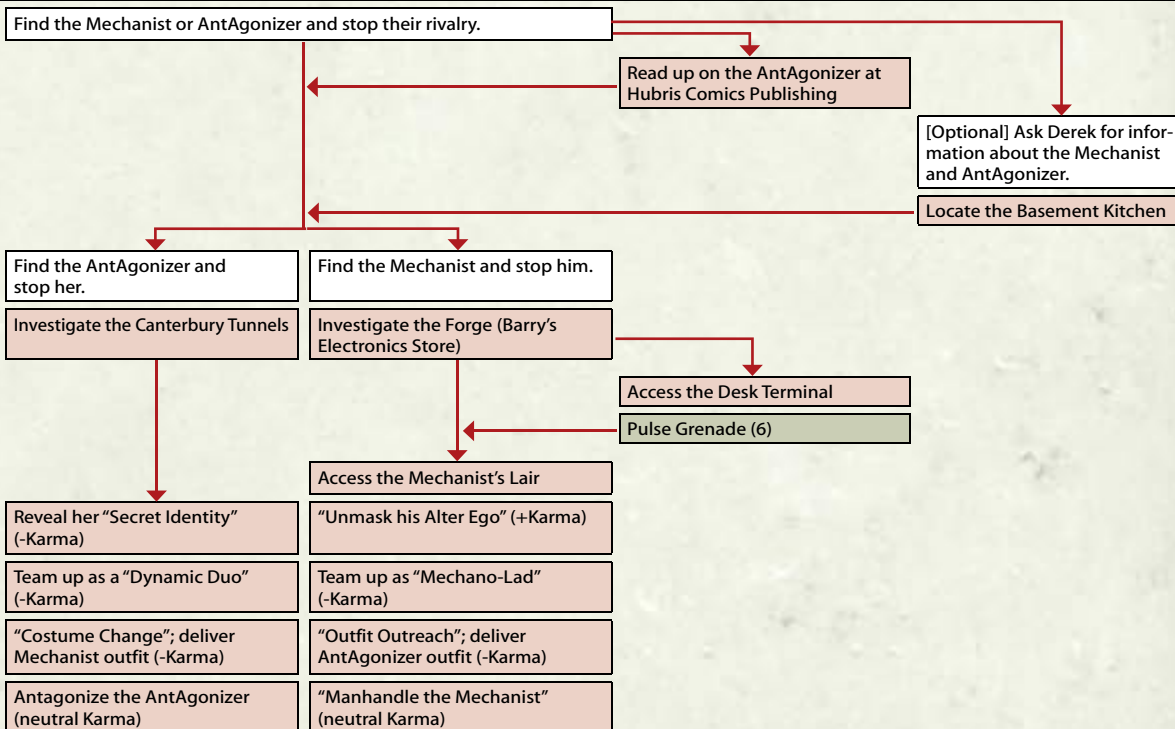 Find the Mechanist or AntAgonizer and stop their rivalry.
Read up on the AntAgonizer at
Hubris Comics Publishing
[Optional] Ask Derek for infor-
mation about the Mechanist
and AntAgonizer.
Locate the Basement Kitchen
Find the AntAgonizer and
stop her.
Find the Mechanist and stop him.
Investigate the Canterbury Tunnels
Investigate the Forge (Barry’s
Electronics Store)
Access the Desk Terminal
Pulse Grenade (6)
Access the Mechanist’s Lair
Reveal her “Secret Identity”
(-Karma)
“Unmask his Alter Ego” (+Karma)
Team up as a “Dynamic Duo”
(-Karma)
Team up as “Mechano-Lad”
(-Karma)
“Costume Change”; deliver
Mechanist outfit (-Karma)
“Outfit Outreach”; deliver
AntAgonizer outfit (-Karma)
Antagonize the AntAgonizer
(neutral Karma)
“Manhandle the Mechanist”
(neutral Karma)